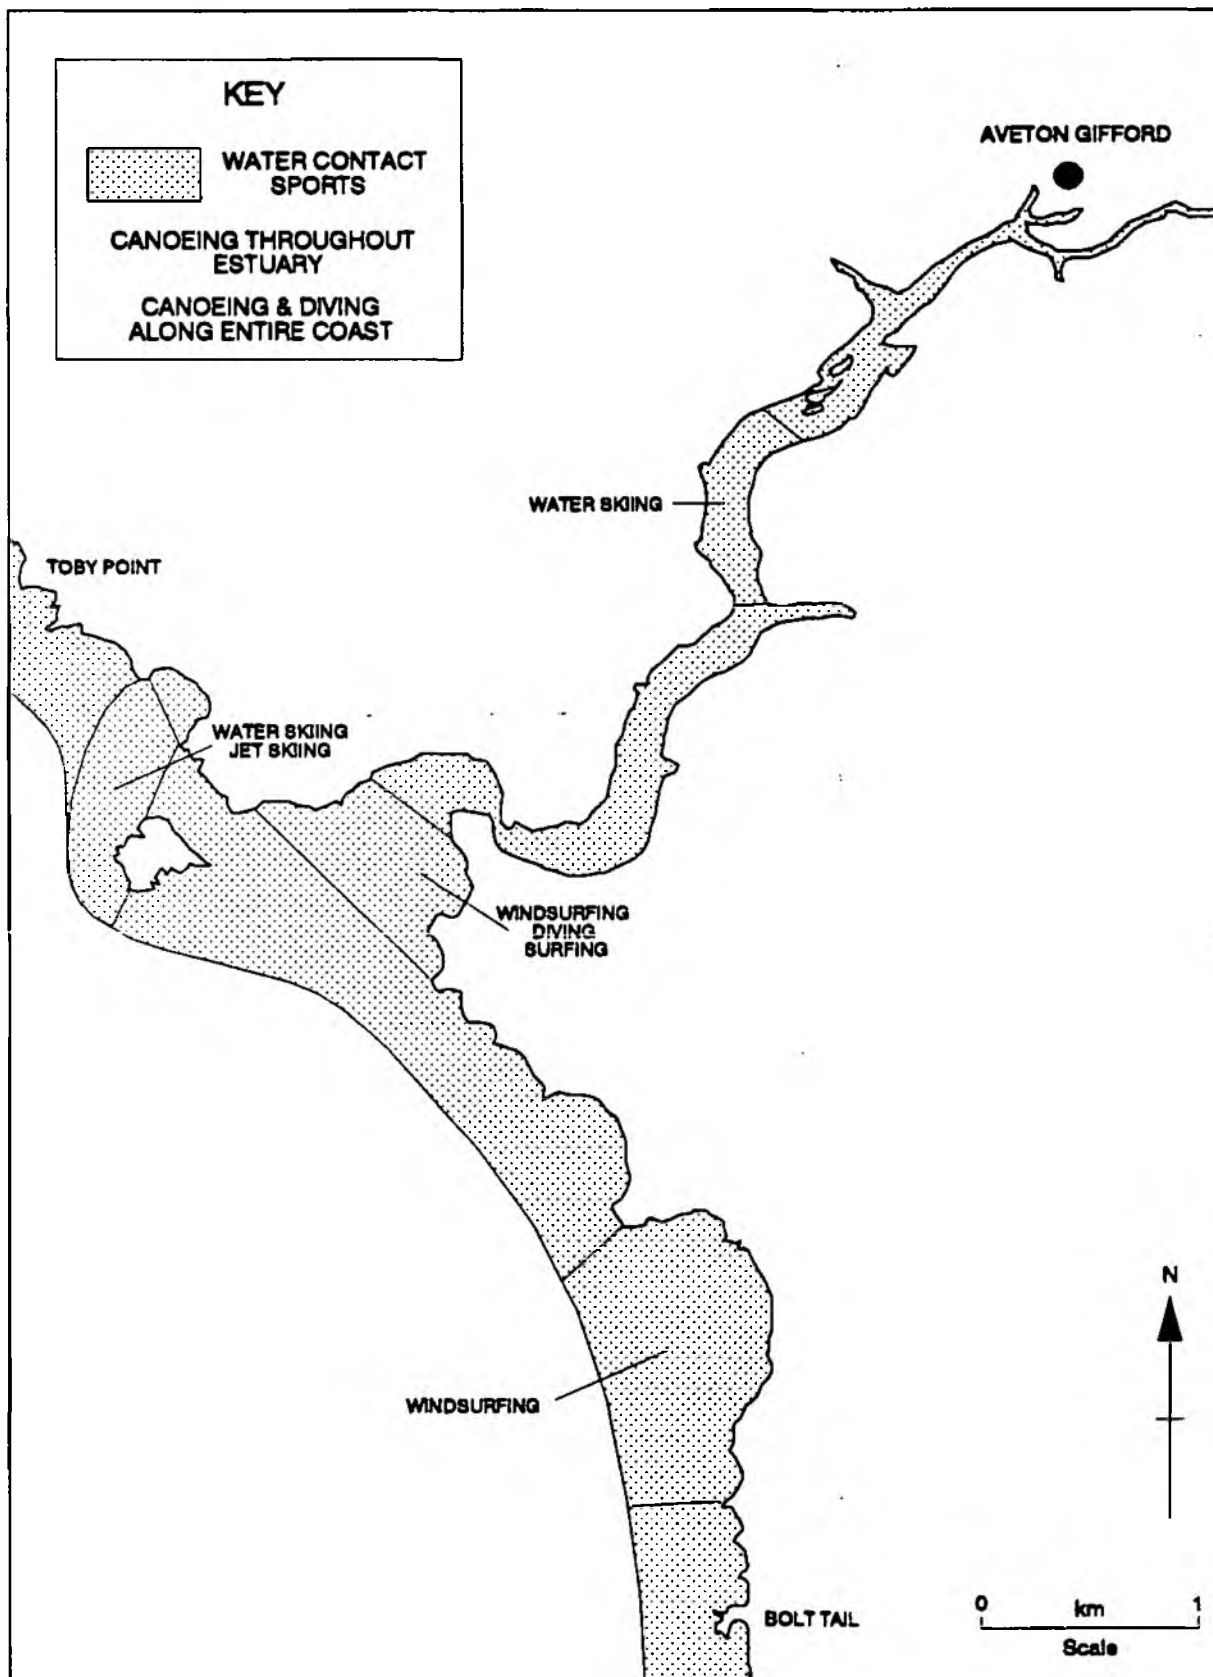 KEY
WATER CONTACT
SPORTS
CANOEING THROUGHOUT
ESTUARY
CANOEING & DIVING
ALONG ENTIRE COAST
AVETON GIFFORD
WATER SKIING
TOBY POINT
WATER SKIING
JET SKIING
WINDSURFING
DIVING
SURFING
WINDSURFING
N
BOLT TAIL
0 km 1
Scale